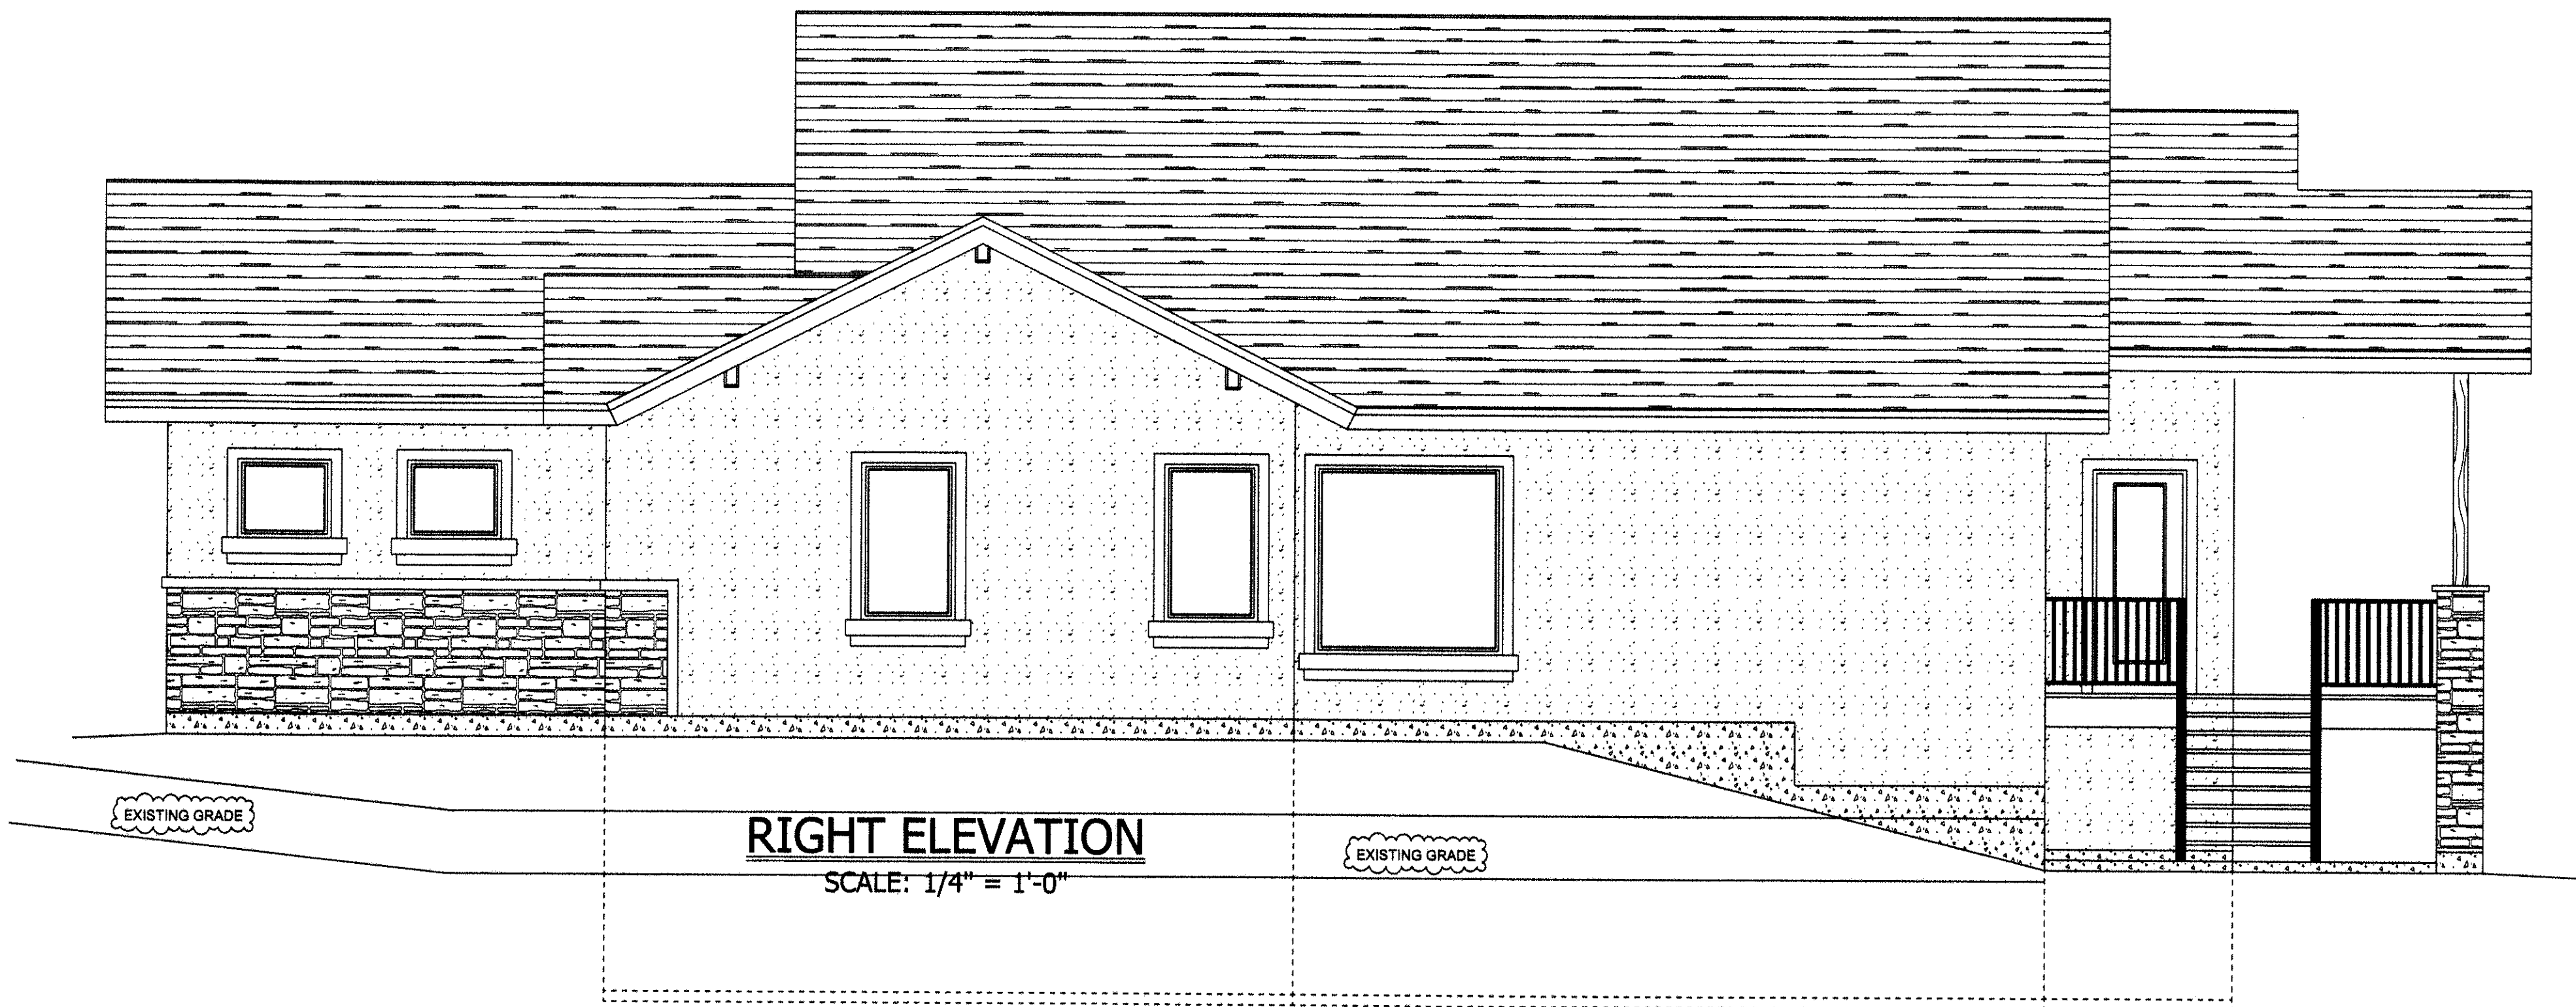 EXISTING GRADE
RIGHT ELEVATION
SCALE: 1/4" = 1'-0"
EXISTING GRADE